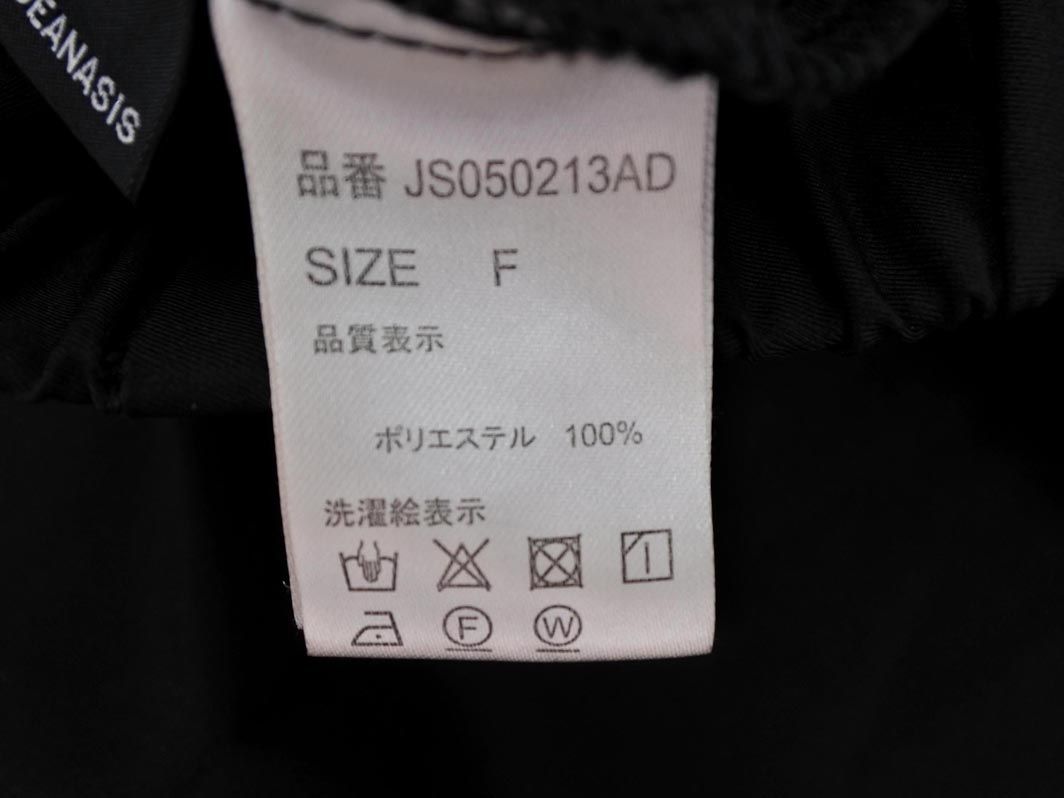 JEANASIS
品番 JS050213AD
SIZE F
品質表示
ポリエステル 100%
洗濯絵表示
F W